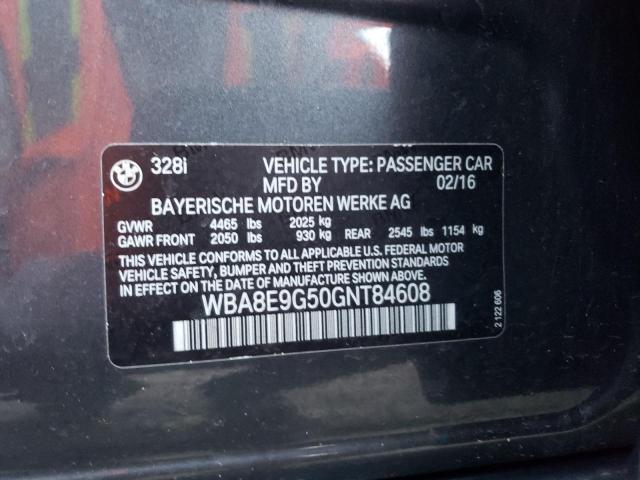 328i VEHICLE TYPE: PASSENGER CAR
MFD BY 02/16
BAYERISCHE MOTOREN WERKE AG
GVWR 4465 lbs 2025 kg
GAWR FRONT 2050 lbs 930 kg REAR 2545 lbs 1154 kg
THIS VEHICLE CONFORMS TO ALL APPLICABLE U.S. FEDERAL MOTOR
VEHICLE SAFETY, BUMPER AND THEFT PREVENTION STANDARDS
IN EFFECT ON THE DATE OF MANUFACTURE SHOWN ABOVE.
WBA8E9G50GNT84608
2 122 606